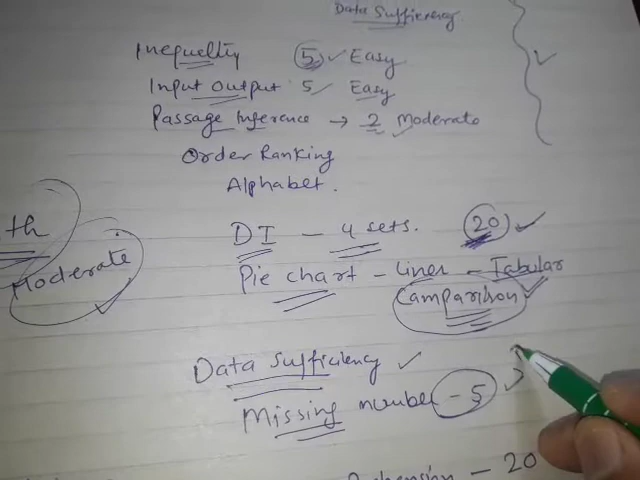 Data Sufficiency
Inequality 5 Easy
Input Output 5 Easy
Passage Inference → 2 Moderate
Order Ranking
Alphabet.
th
Moderate
DI - 4 sets. 20
Pie chart - Liner - Tabular
Comparison
Data Sufficiency
Missing number - 5
- 20